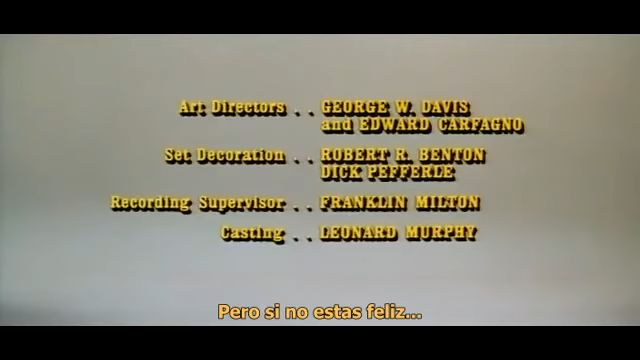 Art Directors . . GEORGE W. DAVIS
and EDWARD CARFAGNO
Set Decoration . . ROBERT R. BENTON
DICK PEFFERLE
Recording Supervisor . . FRANKLIN MILTON
Casting . . LEONARD MURPHY
Pero si no estas feliz...